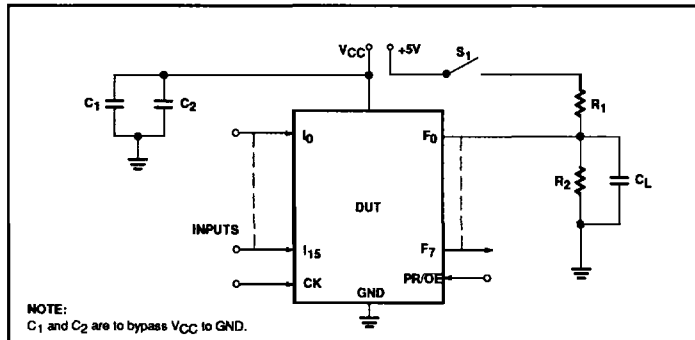 VCC +5V S1
C1 C2 R1
I0 F0
R2 CL
DUT
INPUTS
I15 F7
PR/OE
CK
GND
NOTE:
C1 and C2 are to bypass VCC to GND.